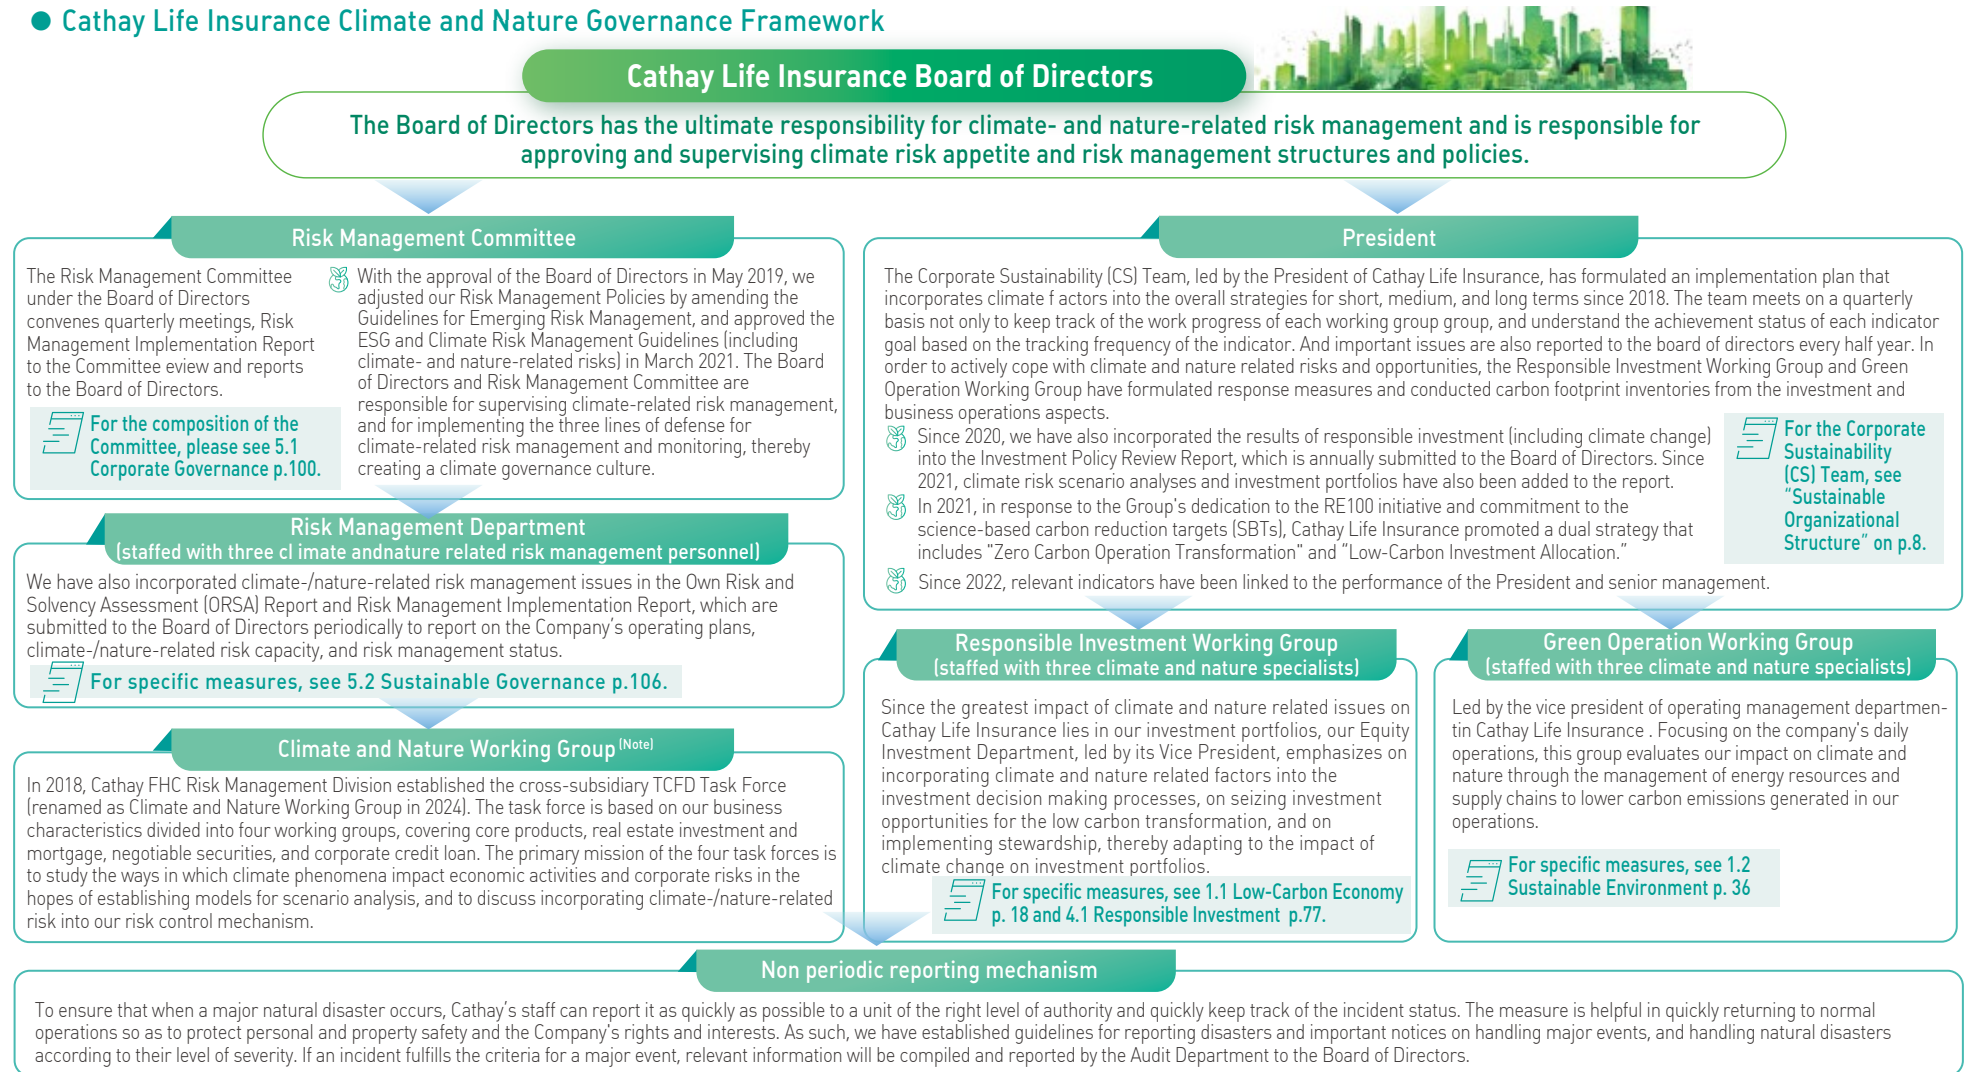 ● Cathay Life Insurance Climate and Nature Governance Framework
Cathay Life Insurance Board of Directors
The Board of Directors has the ultimate responsibility for climate- and nature-related risk management and is responsible for
approving and supervising climate risk appetite and risk management structures and policies.
Risk Management Committee
The Risk Management Committee
under the Board of Directors
convenes quarterly meetings, Risk
Management Implementation Report
to the Committee eview and reports
to the Board of Directors.
For the composition of the
Committee, please see 5.1
Corporate Governance p.100.
With the approval of the Board of Directors in May 2019, we
adjusted our Risk Management Policies by amending the
Guidelines for Emerging Risk Management, and approved the
ESG and Climate Risk Management Guidelines (including
climate- and nature-related risks) in March 2021. The Board
of Directors and Risk Management Committee are
responsible for supervising climate-related risk management,
and for implementing the three lines of defense for
climate-related risk management and monitoring, thereby
creating a climate governance culture.
Risk Management Department
(staffed with three cl imate andnature related risk management personnel)
We have also incorporated climate-/nature-related risk management issues in the Own Risk and
Solvency Assessment (ORSA) Report and Risk Management Implementation Report, which are
submitted to the Board of Directors periodically to report on the Company's operating plans,
climate-/nature-related risk capacity, and risk management status.
For specific measures, see 5.2 Sustainable Governance p.106.
Climate and Nature Working Group (Note)
In 2018, Cathay FHC Risk Management Division established the cross-subsidiary TCFD Task Force
(renamed as Climate and Nature Working Group in 2024). The task force is based on our business
characteristics divided into four working groups, covering core products, real estate investment and
mortgage, negotiable securities, and corporate credit loan. The primary mission of the four task forces is
to study the ways in which climate phenomena impact economic activities and corporate risks in the
hopes of establishing models for scenario analysis, and to discuss incorporating climate-/nature-related
risk into our risk control mechanism.
President
The Corporate Sustainability (CS) Team, led by the President of Cathay Life Insurance, has formulated an implementation plan that
incorporates climate f actors into the overall strategies for short, medium, and long terms since 2018. The team meets on a quarterly
basis not only to keep track of the work progress of each working group group, and understand the achievement status of each indicator
goal based on the tracking frequency of the indicator. And important issues are also reported to the board of directors every half year. In
order to actively cope with climate and nature related risks and opportunities, the Responsible Investment Working Group and Green
Operation Working Group have formulated response measures and conducted carbon footprint inventories from the investment and
business operations aspects.
Since 2020, we have also incorporated the results of responsible investment (including climate change)
into the Investment Policy Review Report, which is annually submitted to the Board of Directors. Since
2021, climate risk scenario analyses and investment portfolios have also been added to the report.
In 2021, in response to the Group's dedication to the RE100 initiative and commitment to the
science-based carbon reduction targets (SBTs), Cathay Life Insurance promoted a dual strategy that
includes "Zero Carbon Operation Transformation" and "Low-Carbon Investment Allocation."
Since 2022, relevant indicators have been linked to the performance of the President and senior management.
For the Corporate
Sustainability
(CS) Team, see
"Sustainable
Organizational
Structure" on p.8.
Responsible Investment Working Group
(staffed with three climate and nature specialists)
Since the greatest impact of climate and nature related issues on
Cathay Life Insurance lies in our investment portfolios, our Equity
Investment Department, led by its Vice President, emphasizes on
incorporating climate and nature related factors into the
investment decision making processes, on seizing investment
opportunities for the low carbon transformation, and on
implementing stewardship, thereby adapting to the impact of
climate change on investment portfolios.
For specific measures, see 1.1 Low-Carbon Economy
p. 18 and 4.1 Responsible Investment p.77.
Green Operation Working Group
(staffed with three climate and nature specialists)
Led by the vice president of operating management departmen-
tin Cathay Life Insurance . Focusing on the company's daily
operations, this group evaluates our impact on climate and
nature through the management of energy resources and
supply chains to lower carbon emissions generated in our
operations.
For specific measures, see 1.2
Sustainable Environment p. 36
Non periodic reporting mechanism
To ensure that when a major natural disaster occurs, Cathay's staff can report it as quickly as possible to a unit of the right level of authority and quickly keep track of the incident status. The measure is helpful in quickly returning to normal
operations so as to protect personal and property safety and the Company's rights and interests. As such, we have established guidelines for reporting disasters and important notices on handling major events, and handling natural disasters
according to their level of severity. If an incident fulfills the criteria for a major event, relevant information will be compiled and reported by the Audit Department to the Board of Directors.